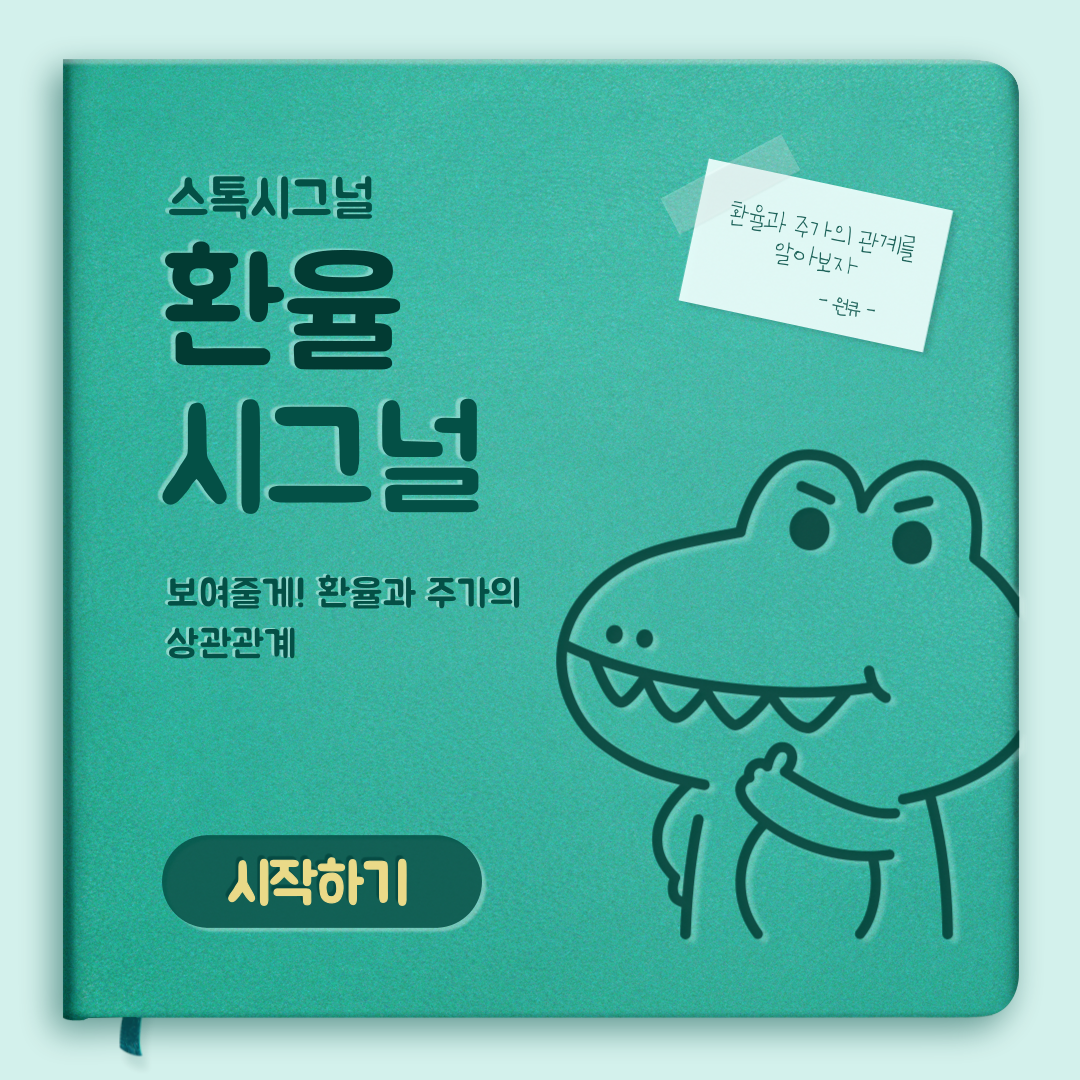 스톡시그널
환율
시그널
보여줄게! 환율과 주가의
상관관계
시작하기
환율과 주가의 관계를
알아보자
- 원큐 -